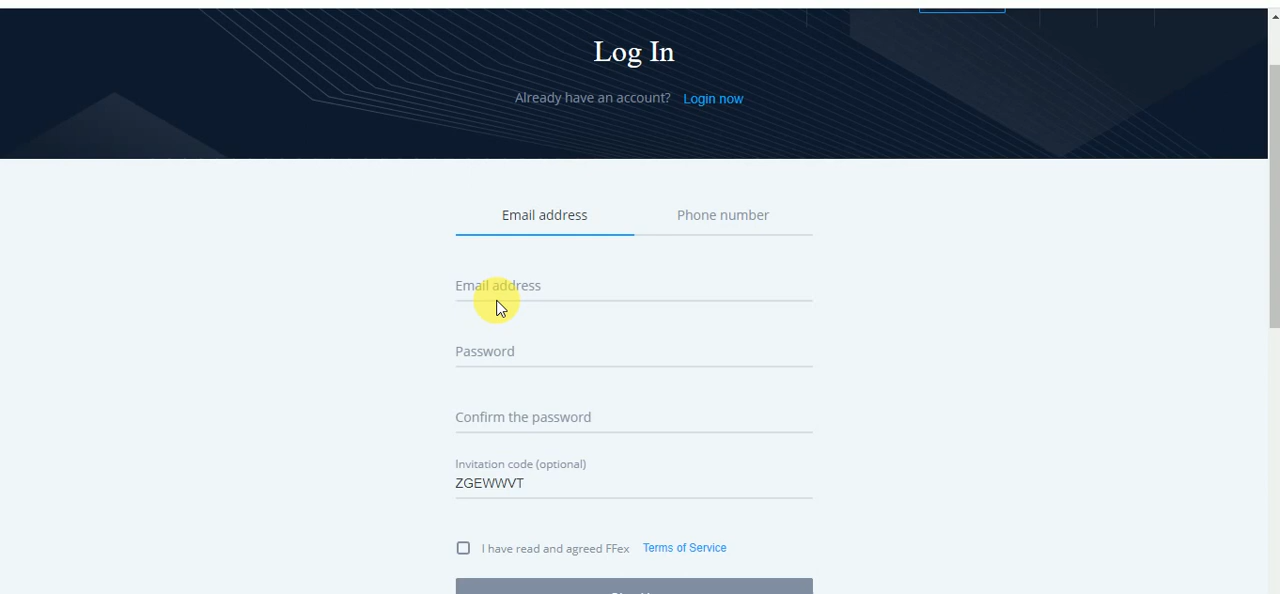 Log In
Already have an account? Login now
Email address Phone number
Email address
Password
Confirm the password
Invitation code (optional)
ZGEWWVT
I have read and agreed FFex Terms of Service